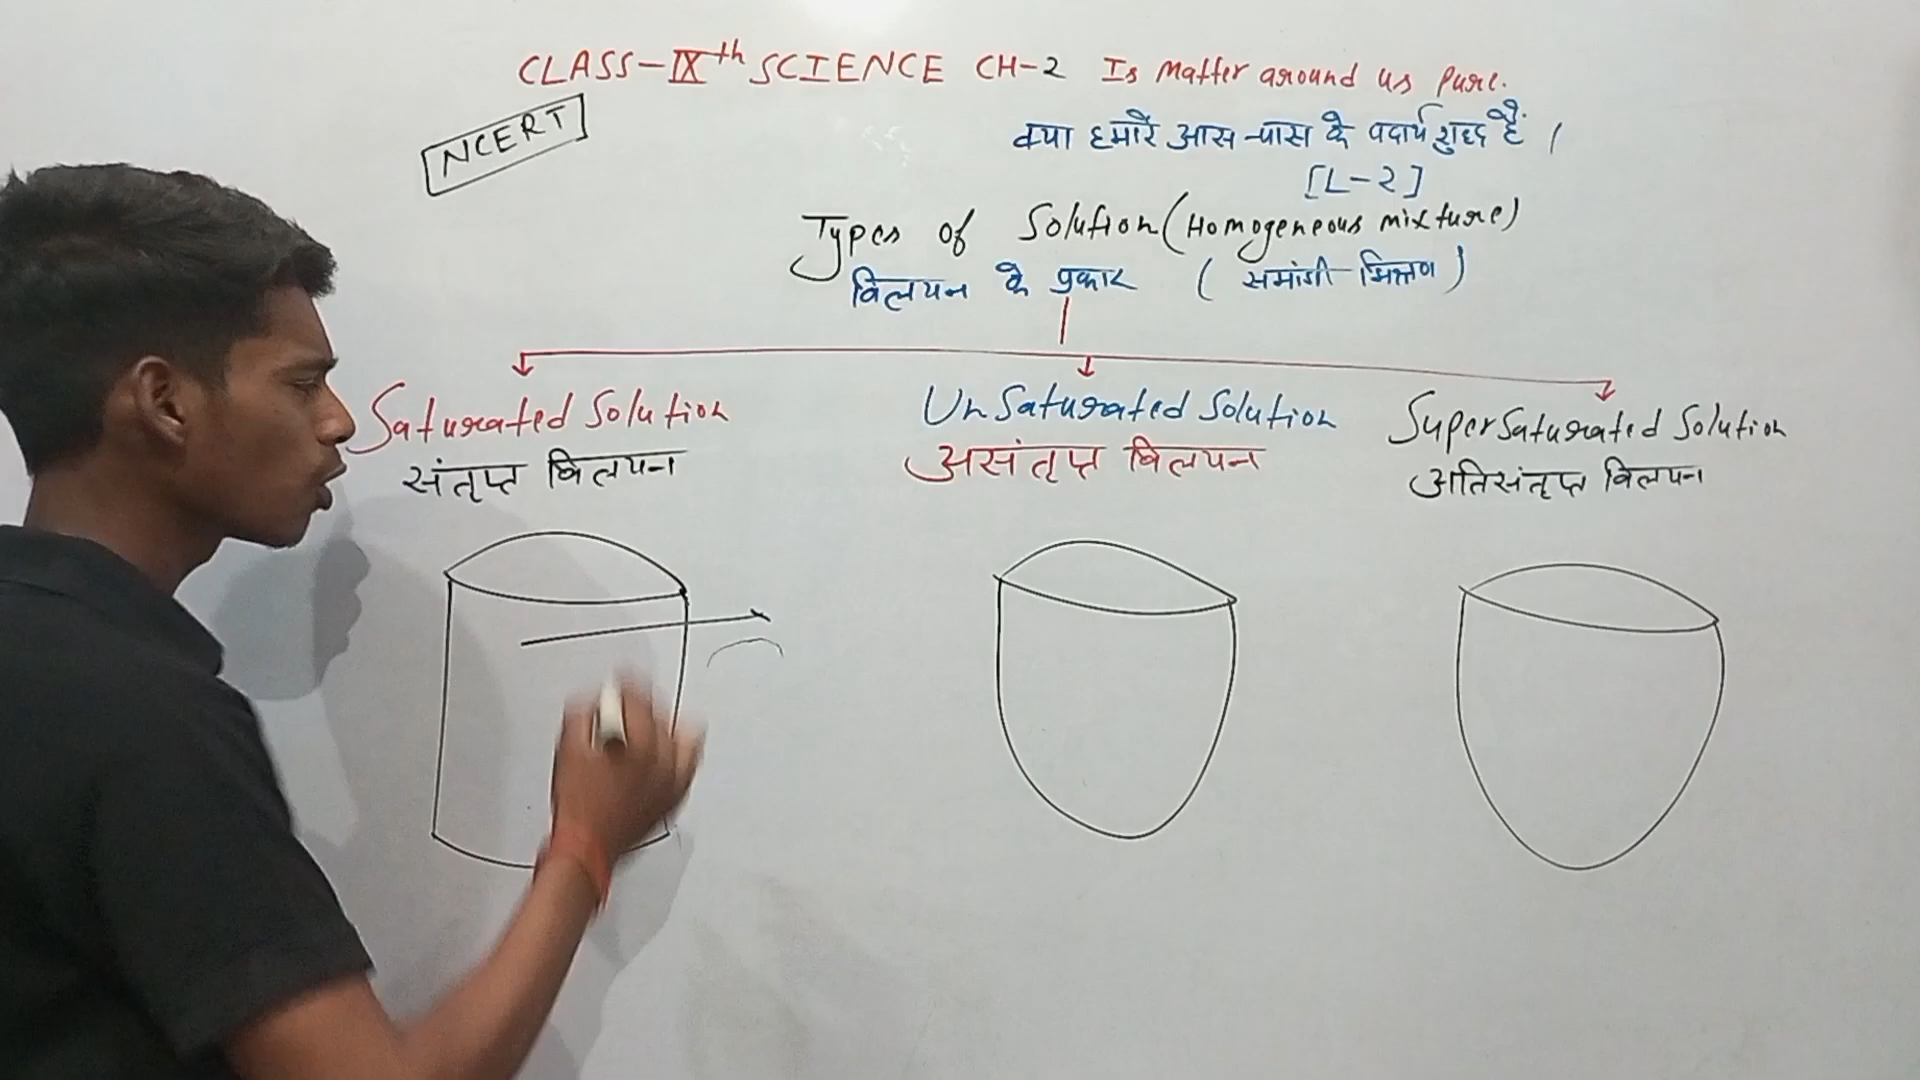 CLASS-IXth SCIENCE CH-2 Is Matter around us Pure.
NCERT
क्या हमारे आस-पास के पदार्थ शुद्ध हैं।
[L-2]
Types of Solution (Homogeneous mixture)
विलयन के प्रकार ( समांगी मिश्रण )
Saturated Solution
UnSaturated Solution
SuperSaturated Solution
संतृप्त विलयन
असंतृप्त विलयन
अतिसंतृप्त विलयन